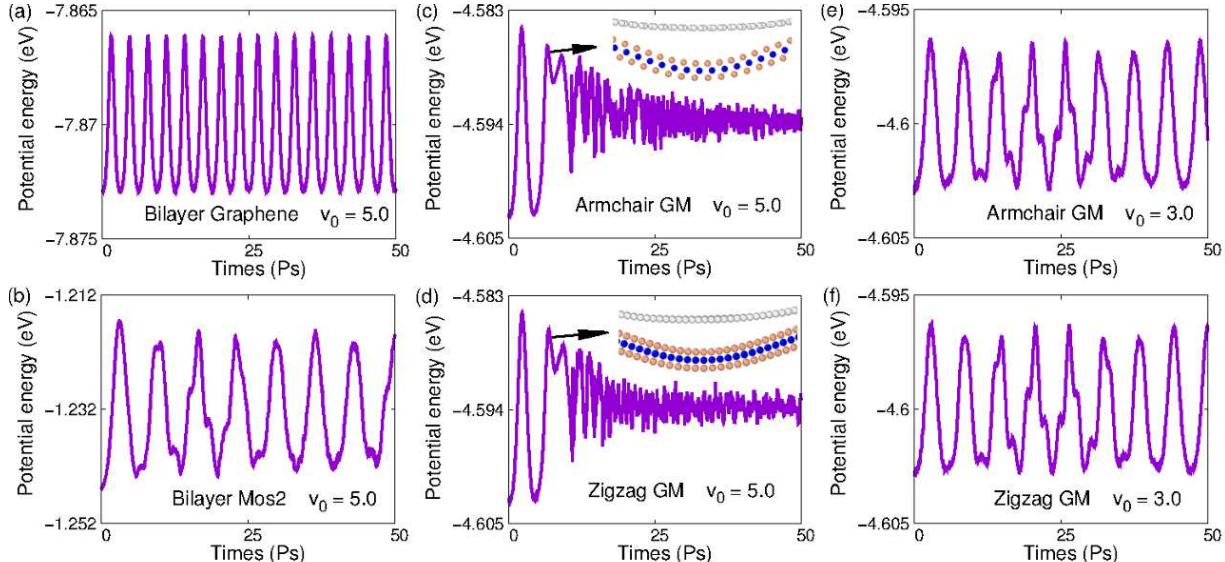 (a)
Potential energy (eV)
−7.865
−7.87
−7.875
Bilayer Graphene v0 = 5.0
0 25 50
Times (Ps)
(b)
Potential energy (eV)
−1.212
−1.232
−1.252
Bilayer Mos2 v0 = 5.0
0 25 50
Times (Ps)
(c)
Potential energy (eV)
−4.583
−4.594
−4.605
Armchair GM v0 = 5.0
0 25 50
Times (Ps)
(d)
Potential energy (eV)
−4.583
−4.594
−4.605
Zigzag GM v0 = 5.0
0 25 50
Times (Ps)
(e)
Potential energy (eV)
−4.595
−4.6
−4.605
Armchair GM v0 = 3.0
0 25 50
Times (Ps)
(f)
Potential energy (eV)
−4.595
−4.6
−4.605
Zigzag GM v0 = 3.0
0 25 50
Times (Ps)